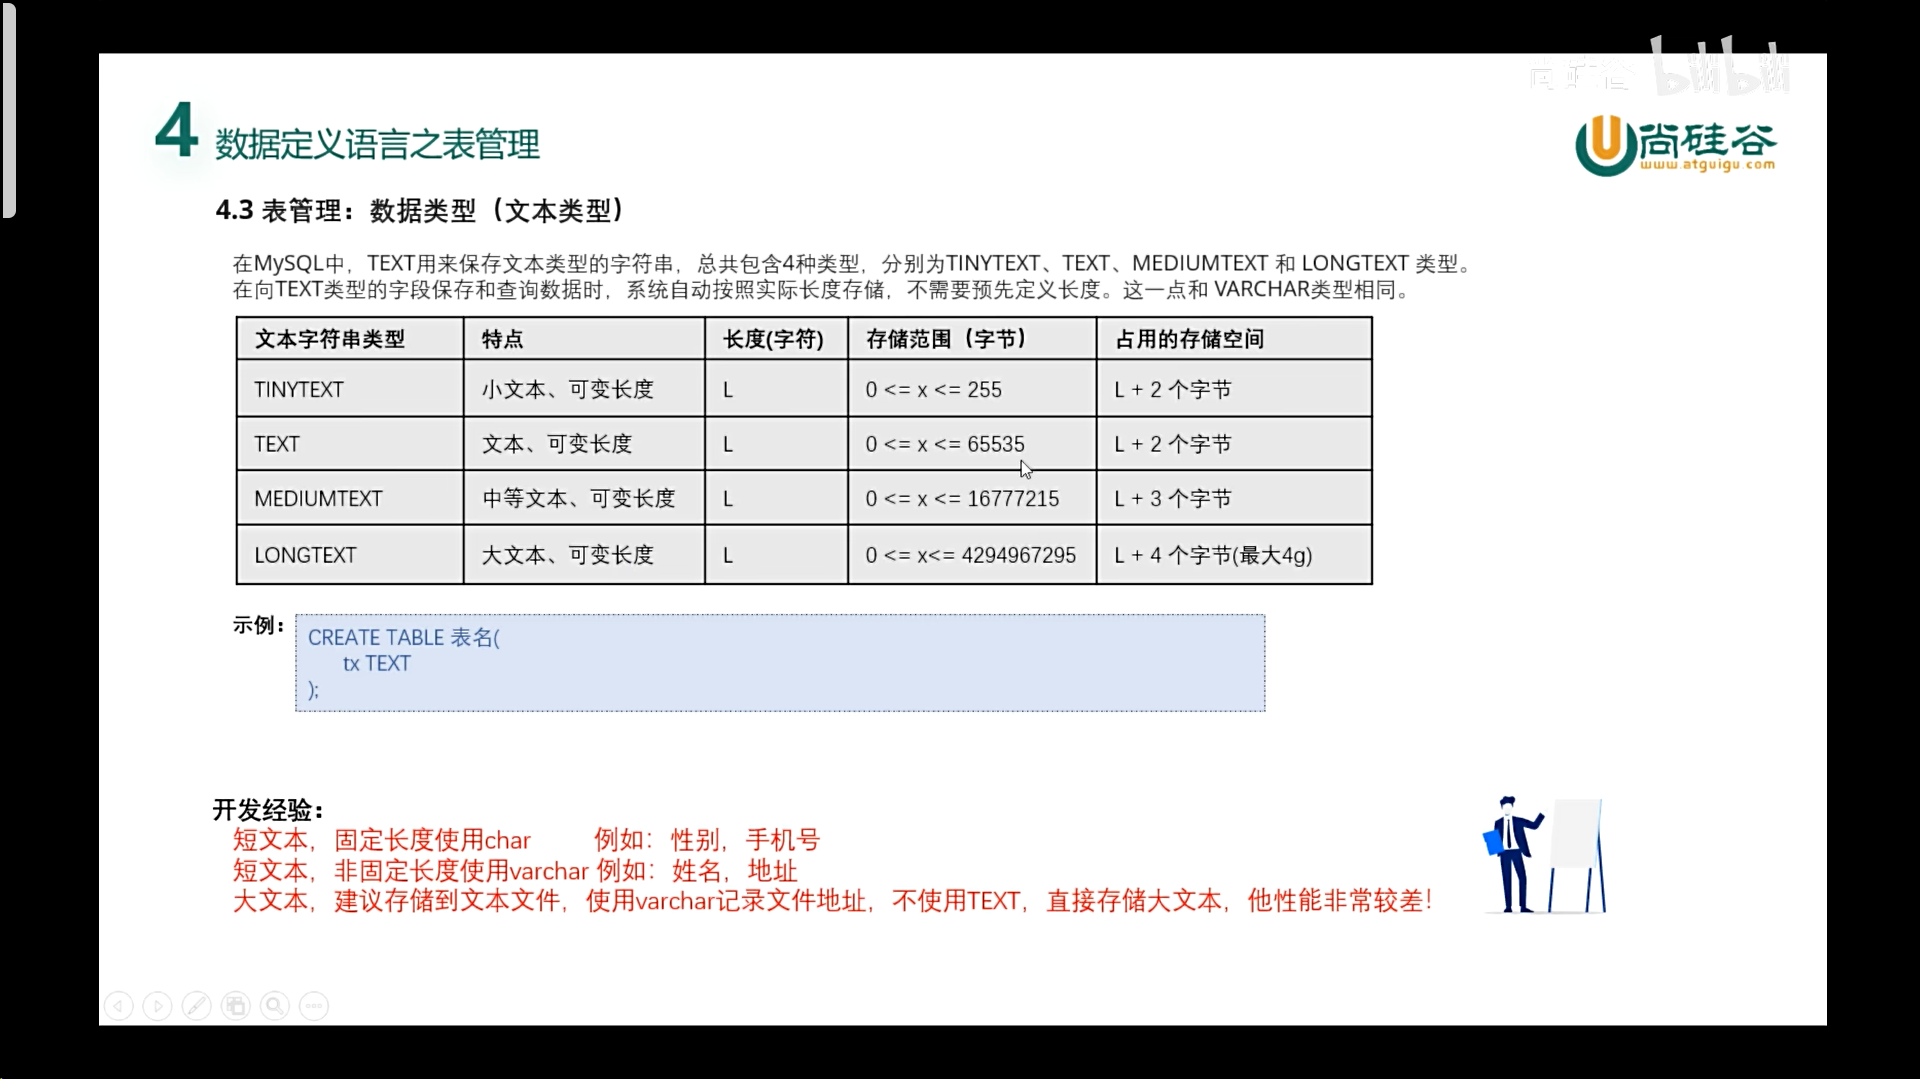 尚硅谷 bilibili
4 数据定义语言之表管理
尚硅谷
www.atguigu.com
4.3 表管理：数据类型（文本类型）
在MySQL中，TEXT用来保存文本类型的字符串，总共包含4种类型，分别为TINYTEXT、TEXT、MEDIUMTEXT 和 LONGTEXT 类型。
在向TEXT类型的字段保存和查询数据时，系统自动按照实际长度存储，不需要预先定义长度。这一点和 VARCHAR类型相同。
文本字符串类型 特点 长度(字符) 存储范围（字节） 占用的存储空间
TINYTEXT 小文本、可变长度 L 0 <= x <= 255 L + 2 个字节
TEXT 文本、可变长度 L 0 <= x <= 65535 L + 2 个字节
MEDIUMTEXT 中等文本、可变长度 L 0 <= x <= 16777215 L + 3 个字节
LONGTEXT 大文本、可变长度 L 0 <= x<= 4294967295 L + 4 个字节(最大4g)
示例：
CREATE TABLE 表名(
tx TEXT
);
开发经验：
短文本，固定长度使用char 例如：性别，手机号
短文本，非固定长度使用varchar 例如：姓名，地址
大文本，建议存储到文本文件，使用varchar记录文件地址，不使用TEXT，直接存储大文本，他性能非常较差！